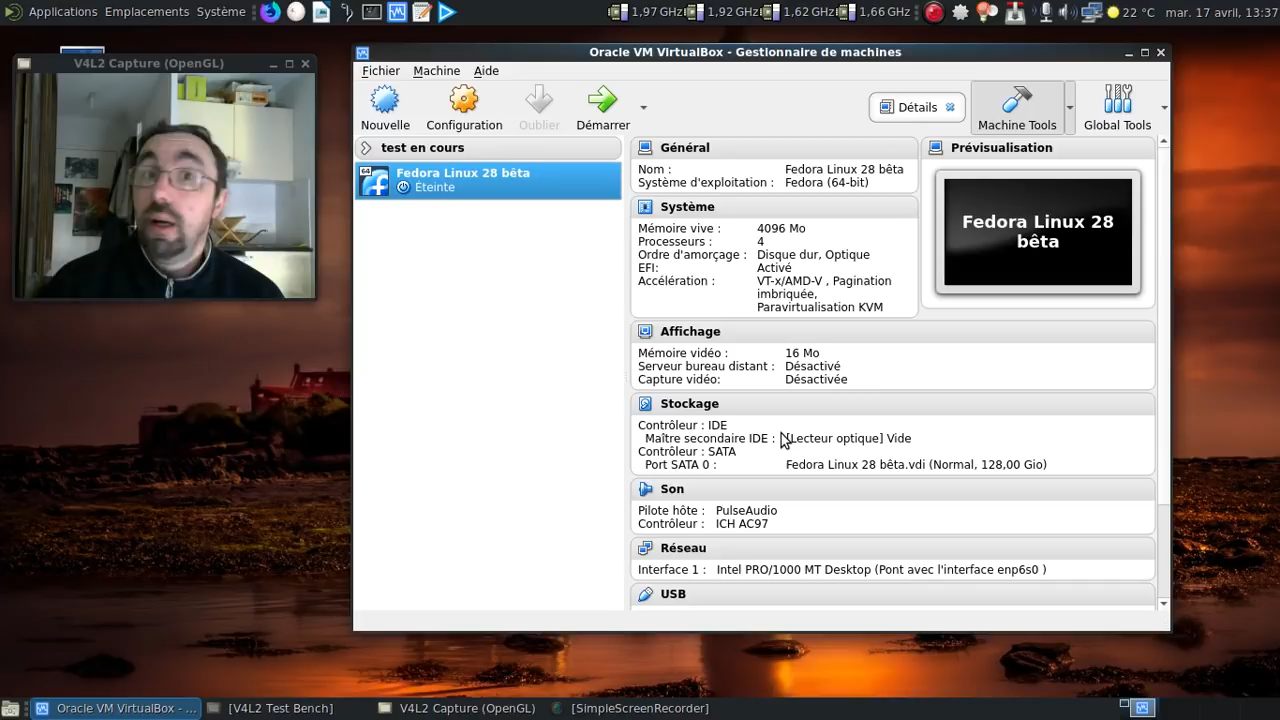 Applications Emplacements Système
1,97 GHz 1,92 GHz 1,62 GHz 1,66 GHz 22 °C mar. 17 avril, 13:37
V4L2 Capture (OpenGL)
Oracle VM VirtualBox - Gestionnaire de machines
Fichier Machine Aide
Nouvelle Configuration Oublier Démarrer Détails Machine Tools Global Tools
test en cours
64
Fedora Linux 28 bêta
Éteinte
Général
Nom : Fedora Linux 28 bêta
Système d'exploitation : Fedora (64-bit)
Système
Mémoire vive : 4096 Mo
Processeurs : 4
Ordre d'amorçage : Disque dur, Optique
EFI: Activé
Accélération : VT-x/AMD-V , Pagination
imbriquée,
Paravirtualisation KVM
Prévisualisation
Fedora Linux 28
bêta
Affichage
Mémoire vidéo : 16 Mo
Serveur bureau distant : Désactivé
Capture vidéo: Désactivée
Stockage
Contrôleur : IDE
Maître secondaire IDE : [Lecteur optique] Vide
Contrôleur : SATA
Port SATA 0 : Fedora Linux 28 bêta.vdi (Normal, 128,00 Gio)
Son
Pilote hôte : PulseAudio
Contrôleur : ICH AC97
Réseau
Interface 1 : Intel PRO/1000 MT Desktop (Pont avec l'interface enp6s0 )
USB
Oracle VM VirtualBox - ... [V4L2 Test Bench] V4L2 Capture (OpenGL) [SimpleScreenRecorder]